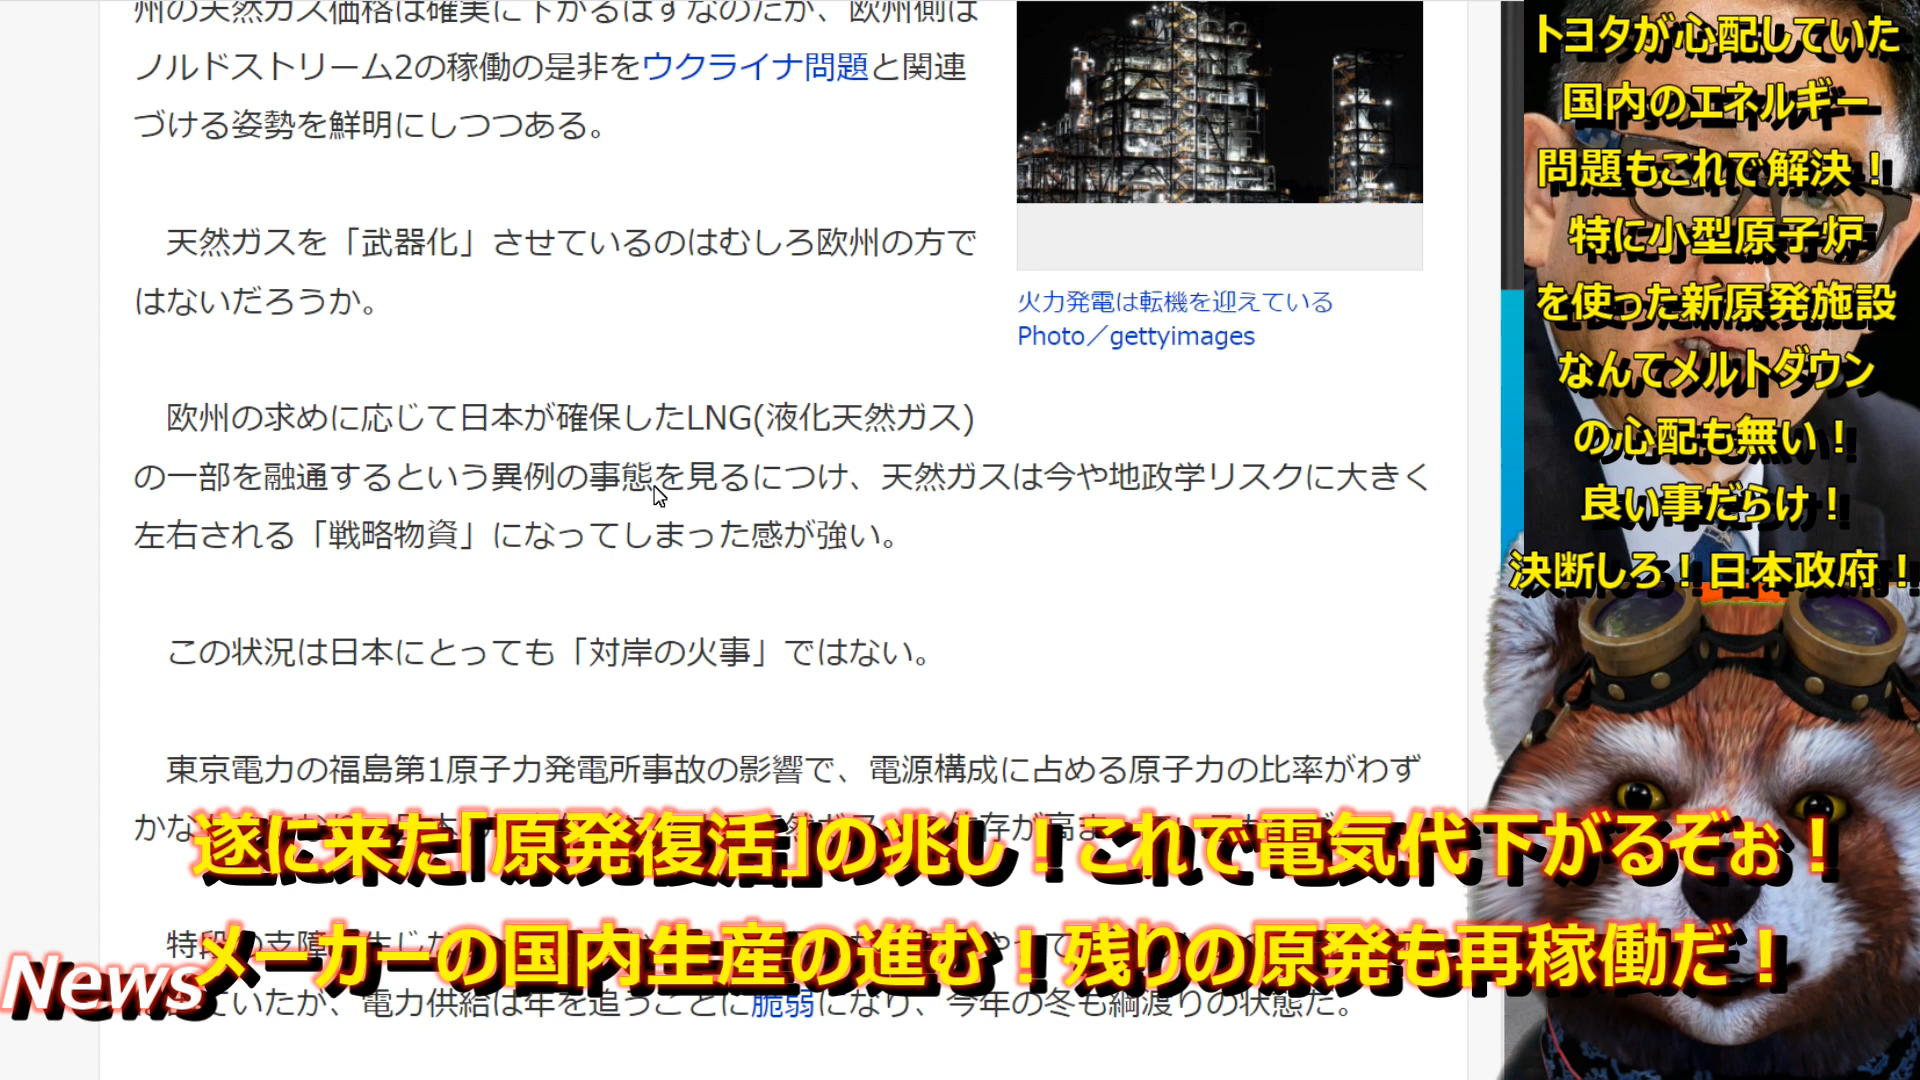 州の天然ガス価格は確実に下がるはずなのだが、欧州側は
ノルドストリーム2の稼働の是非をウクライナ問題と関連
づける姿勢を鮮明にしつつある。
天然ガスを「武器化」させているのはむしろ欧州の方で
はないだろうか。
火力発電は転機を迎えている
Photo／gettyimages
欧州の求めに応じて日本が確保したLNG(液化天然ガス)
の一部を融通するという異例の事態を見るにつけ、天然ガスは今や地政学リスクに大きく
左右される「戦略物資」になってしまった感が強い。
この状況は日本にとっても「対岸の火事」ではない。
東京電力の福島第1原子力発電所事故の影響で、電源構成に占める原子力の比率がわず
かな
存が高ま
特段の支障
ていたが、電力供給は年を追うごとに脆弱になり、今年の冬も綱渡りの状態だ。
トヨタが心配していた
国内のエネルギー
問題もこれで解決！
特に小型原子炉
を使った新原発施設
なんてメルトダウン
の心配も無い！
良い事だらけ！
決断しろ！日本政府！
遂に来た「原発復活」の兆し！これで電気代下がるぞぉ！
メーカーの国内生産の進む！残りの原発も再稼働だ！
News